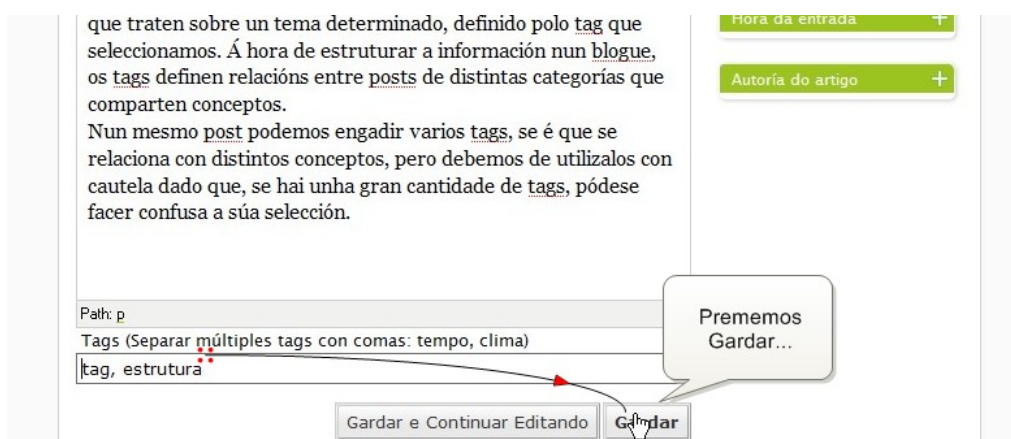 que traten sobre un tema determinado, definido polo tag que
seleccionamos. Á hora de estruturar a información nun blogue,
os tags definen relacións entre posts de distintas categorías que
comparten conceptos.
Nun mesmo post podemos engadir varios tags, se é que se
relaciona con distintos conceptos, pero debemos de utilizalos con
cautela dado que, se hai unha gran cantidade de tags, pódese
facer confusa a súa selección.
Hora da entrada
Autoría do artigo
Path: p
Tags (Separar múltiples tags con comas: tempo, clima)
tag, estrutura
Prememos
Gardar...
Gardar e Continuar Editando
Gardar